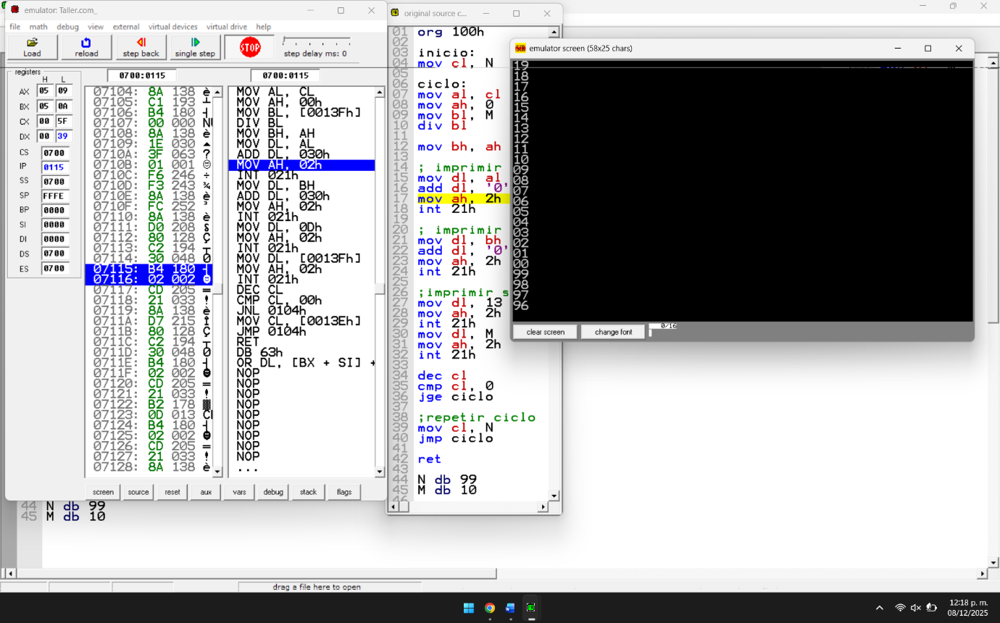 emulator: Taller.com_
file math debug view external virtual devices virtual drive help
Load reload step back single step STOP step delay ms: 0
registers
H L
AX 05 09
BX 05 0A
CX 00 5F
DX 00 39
CS 0700
IP 0115
SS 0700
SP FFFE
BP 0000
SI 0000
DI 0000
DS 0700
ES 0700
0700:0115
07104: 8A 138 è
07105: C1 193 ┴
07106: B4 180 ┤
07107: 00 000 NU
07108: 8A 138 è
07109: 1E 030 ▲
0710A: 3F 063 ?
0710B: 01 001 ☺
0710C: F6 246 ÷
0710D: F3 243 ¾
0710E: 8A 138 è
0710F: FC 252 ³
07110: 8A 138 è
07111: D0 208
07112: 80 128 Ç
07113: C2 194 ┬
07114: 30 048 0
07115: B4 180 ┤
07116: 02 002 ☻
07117: CD 205 =
07118: 21 033 !
07119: 8A 138 è
0711A: D7 215 Î
0711B: 80 128 Ç
0711C: C2 194 ┬
0711D: 30 048 0
0711E: B4 180 ┤
0711F: 02 002 ☻
07120: CD 205 =
07121: 21 033 !
07122: B2 178 ▓
07123: 0D 013 CR
07124: B4 180 ┤
07125: 02 002 ☻
07126: CD 205 =
07127: 21 033 !
07128: 8A 138 è
0700:0115
MOV AL, CL
MOV AH, 00h
MOV BL, [0013Fh]
DIV BL
MOV BH, AH
MOV DL, AL
ADD DL, 030h
MOV AH, 02h
INT 021h
MOV DL, BH
ADD DL, 030h
MOV AH, 02h
INT 021h
MOV DL, 0Dh
MOV AH, 02h
INT 021h
MOV DL, [0013Fh]
MOV AH, 02h
INT 021h
DEC CL
CMP CL, 00h
JNL 0104h
MOV CL, [0013Eh]
JMP 0104h
RET
DB 63h
OR DL, [BX + SI] +
NOP
NOP
NOP
NOP
NOP
NOP
NOP
NOP
NOP
...
screen source reset aux vars debug stack flags
original source c...
01 org 100h
02
03 inicio:
04 mov cl, N
05
06 ciclo:
07 mov al, cl
08 mov ah, 0
09 mov bl, M
10 div bl
11
12 mov bh, ah
13
14 ; imprimir
15 mov dl, al
16 add dl, '0'
17 mov ah, 2h
18 int 21h
19
20 ; imprimir
21 mov dl, bh
22 add dl, '0'
23 mov ah, 2h
24 int 21h
25
26 ;imprimir s
27 mov dl, 13
28 mov ah, 2h
29 int 21h
30 mov dl, M
31 mov ah, 2h
32 int 21h
33
34 dec cl
35 cmp cl, 0
36 jge ciclo
37
38 ;repetir ciclo
39 mov cl, N
40 jmp ciclo
41
42 ret
43
44 N db 99
45 M db 10
46
emulator screen (58x25 chars)
19
18
17
16
15
14
13
12
11
10
09
08
07
06
05
04
03
02
01
00
99
98
97
96
clear screen change font 0/16
44 N db 99
45 M db 10
drag a file here to open
12:18 p. m.
08/12/2025